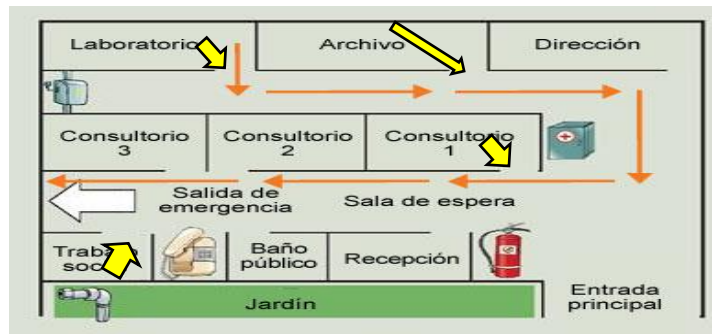 Laboratorio
Archivo
Dirección
Consultorio
3
Consultorio
2
Consultorio
1
Salida de
emergencia
Sala de espera
Trabajo
social
Baño
público
Recepción
Jardín
Entrada
principal